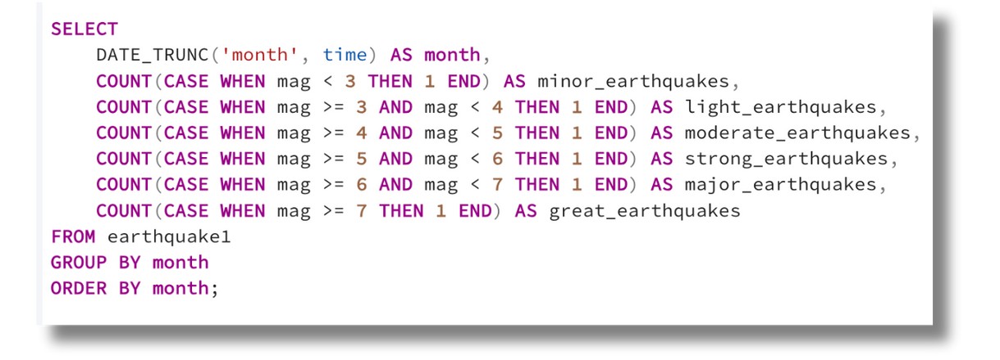 SELECT
DATE_TRUNC('month', time) AS month,
COUNT(CASE WHEN mag < 3 THEN 1 END) AS minor_earthquakes,
COUNT(CASE WHEN mag >= 3 AND mag < 4 THEN 1 END) AS light_earthquakes,
COUNT(CASE WHEN mag >= 4 AND mag < 5 THEN 1 END) AS moderate_earthquakes,
COUNT(CASE WHEN mag >= 5 AND mag < 6 THEN 1 END) AS strong_earthquakes,
COUNT(CASE WHEN mag >= 6 AND mag < 7 THEN 1 END) AS major_earthquakes,
COUNT(CASE WHEN mag >= 7 THEN 1 END) AS great_earthquakes
FROM earthquake1
GROUP BY month
ORDER BY month;